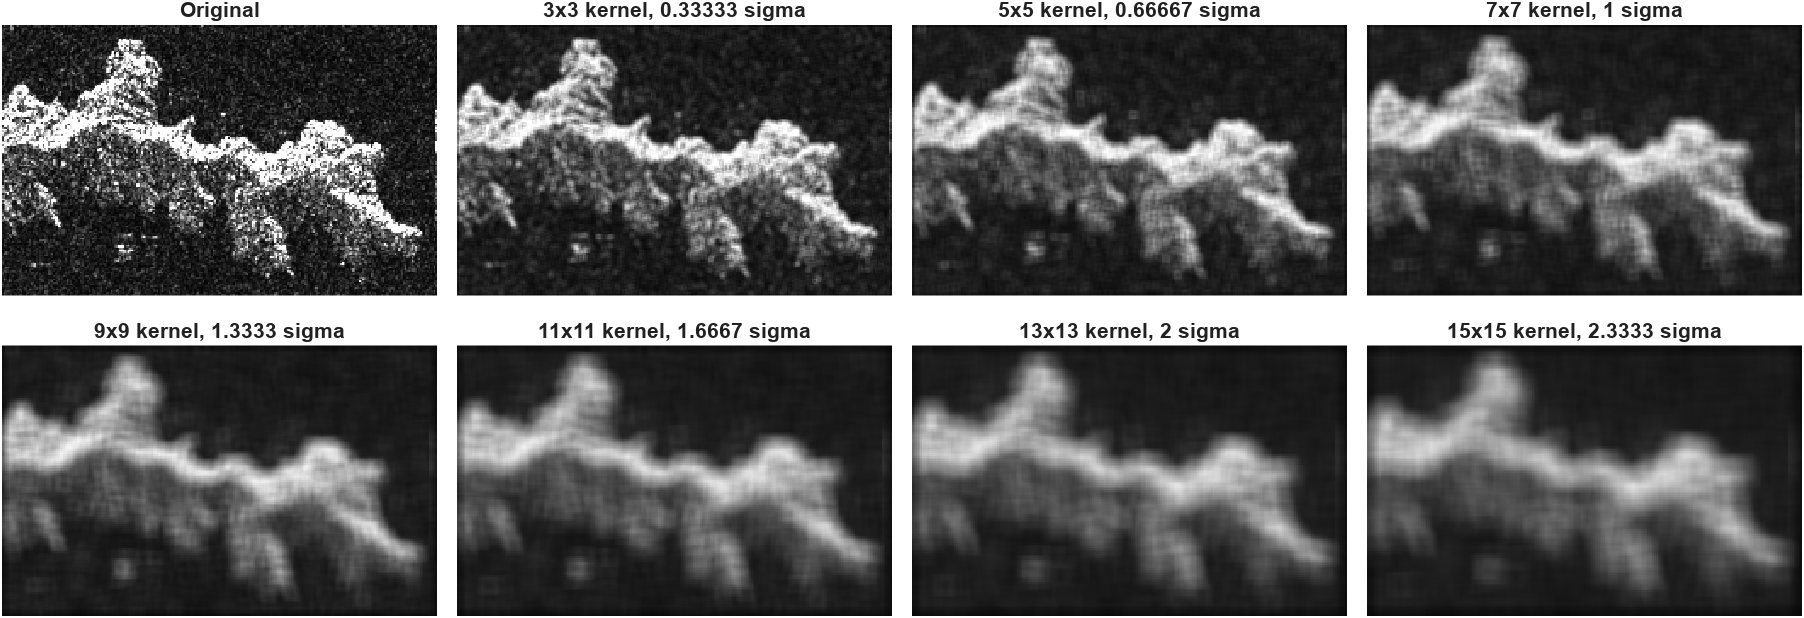 Original
3x3 kernel, 0.33333 sigma
5x5 kernel, 0.66667 sigma
7x7 kernel, 1 sigma
9x9 kernel, 1.3333 sigma
11x11 kernel, 1.6667 sigma
13x13 kernel, 2 sigma
15x15 kernel, 2.3333 sigma